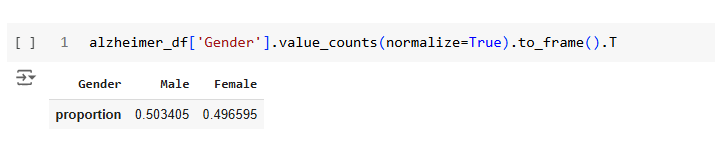 [ ] 1 alzheimer_df['Gender'].value_counts(normalize=True).to_frame().T
Gender Male Female
proportion 0.503405 0.496595